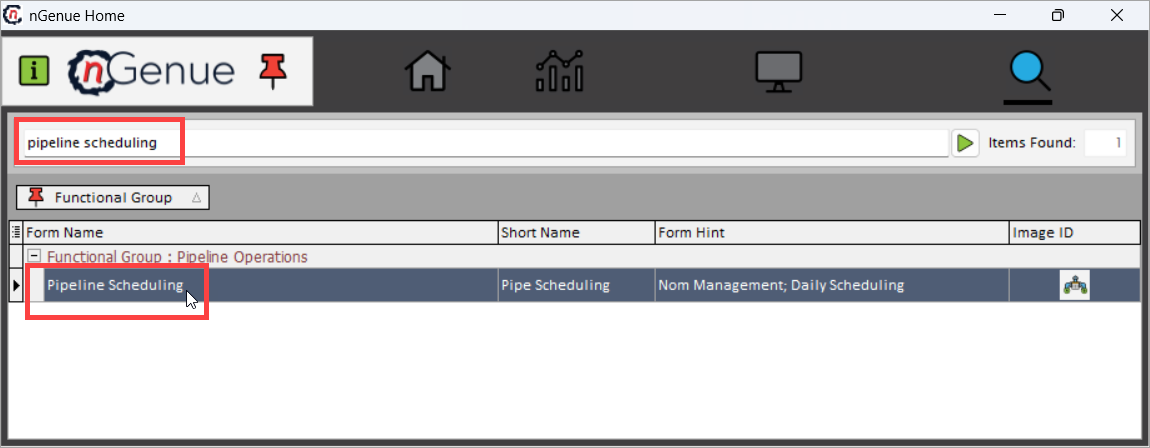 nGenue Home
i nGenue
pipeline scheduling Items Found: 1
Functional Group
Form Name Short Name Form Hint Image ID
Functional Group : Pipeline Operations
Pipeline Scheduling Pipe Scheduling Nom Management; Daily Scheduling